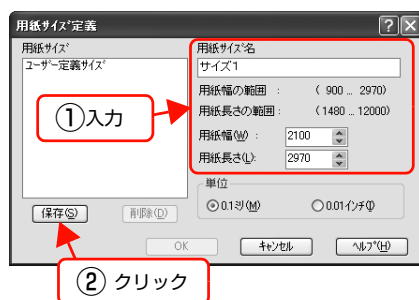 用紙サイズ定義
用紙サイズ
ユーザー定義サイズ
用紙サイズ名
サイズ1
用紙幅の範囲 : ( 900 ... 2970)
用紙長さの範囲 : (1480 ... 12000)
用紙幅(W) : 2100
用紙長さ(L): 2970
単位
0.1ミリ(M) 0.01インチ(I)
保存(S) 削除(D)
OK キャンセル ヘルプ(H)
①入力
② クリック